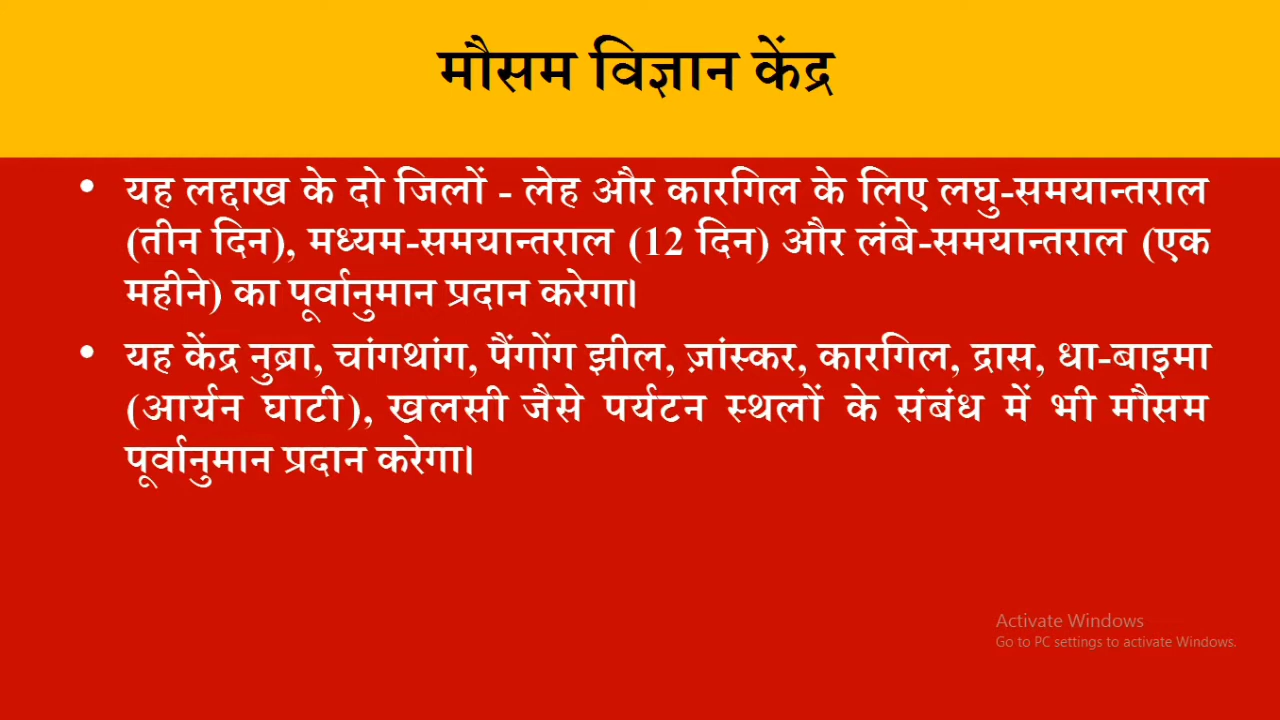 मौसम विज्ञान केंद्र
• यह लद्दाख के दो जिलों - लेह और कारगिल के लिए लघु-समयान्तराल
(तीन दिन), मध्यम-समयान्तराल (12 दिन) और लंबे-समयान्तराल (एक
महीने) का पूर्वानुमान प्रदान करेगा।
• यह केंद्र नुब्रा, चांगथांग, पैंगोंग झील, ज़ांस्कर, कारगिल, द्रास, धा-बाइमा
(आर्यन घाटी), खलसी जैसे पर्यटन स्थलों के संबंध में भी मौसम
पूर्वानुमान प्रदान करेगा।
Activate Windows
Go to PC settings to activate Windows.